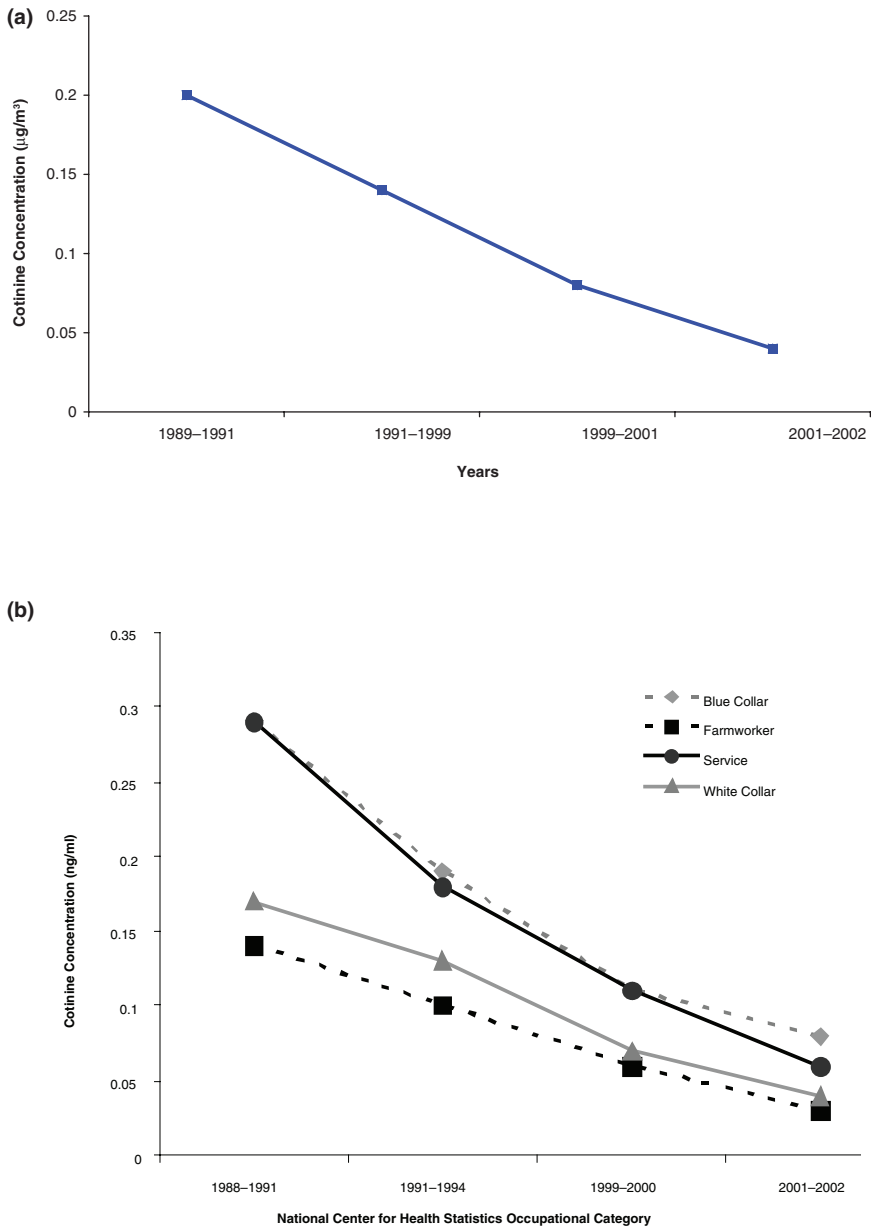 (a)
0.25
0.2
0.15
0.1
0.05
0
Cotinine Concentration (µg/m³)
1989–1991 1991–1999 1999–2001 2001–2002
Years
(b)
0.35
0.3
0.25
0.2
0.15
0.1
0.05
0
Cotinine Concentration (ng/ml)
Blue Collar
Farmworker
Service
White Collar
1988–1991 1991–1994 1999–2000 2001–2002
National Center for Health Statistics Occupational Category